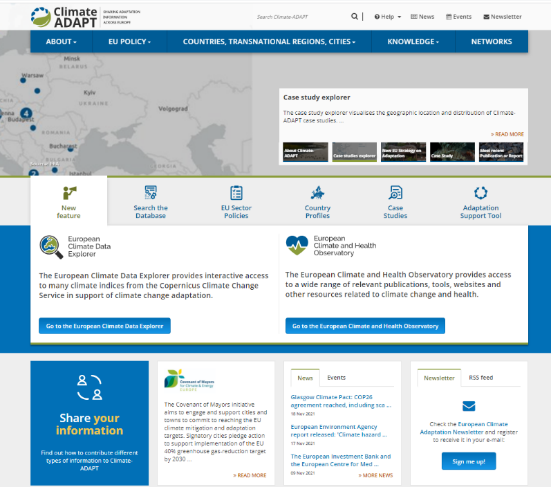 Climate
ADAPT
SHARING ADAPTATION
INFORMATION
ACROSS EUROPE
Search Climate-ADAPT
Help
News
Events
Newsletter
ABOUT
EU POLICY
COUNTRIES, TRANSNATIONAL REGIONS, CITIES
KNOWLEDGE
NETWORKS
Minsk
BELARUS
Warsaw
Kyiv
UKRAINE
Volgograd
4
Budapest
ROMANIA
Bucharest
BULGARIA
Istanbul
Case study explorer
The case study explorer visualises the geographic location and distribution of Climate-
ADAPT case studies ...
> READ MORE
About Climate-
ADAPT
Case studies explorer
New EU Strategy on
Adaptation
Case Study
Most recent
Publication or Report
New
feature
Search the
Database
EU Sector
Policies
Country
Profiles
Case
Studies
Adaptation
Support Tool
European
Climate Data
Explorer
The European Climate Data Explorer provides interactive access
to many climate indices from the Copernicus Climate Change
Service in support of climate change adaptation.
Go to the European Climate Data Explorer
European
Climate and Health
Observatory
The European Climate and Health Observatory provides access
to a wide range of relevant publications, tools, websites and
other resources related to climate change and health.
Go to the European Climate and Health Observatory
Share your
information
Find out how to contribute different
types of information to Climate-
ADAPT
Covenant of Mayors
for Climate & Energy
EUROPE
The Covenant of Mayors initiative
aims to engage and support cities and
towns to commit to reaching the EU
climate mitigation and adaptation
targets. Signatory cities pledge action
to support implementation of the EU
40% greenhouse gas-reduction target
by 2030 ...
> READ MORE
News
Events
Glasgow Climate Pact: COP26
agreement reached, including sca ...
18 Nov 2021
European Environment Agency
report released: "Climate hazard ...
17 Nov 2021
The European Investment Bank and
the European Centre for Med ...
09 Nov 2021
> MORE NEWS
Newsletter
RSS feed
Check the European Climate
Adaptation Newsletter and register
to receive it in your e-mail:
Sign me up!